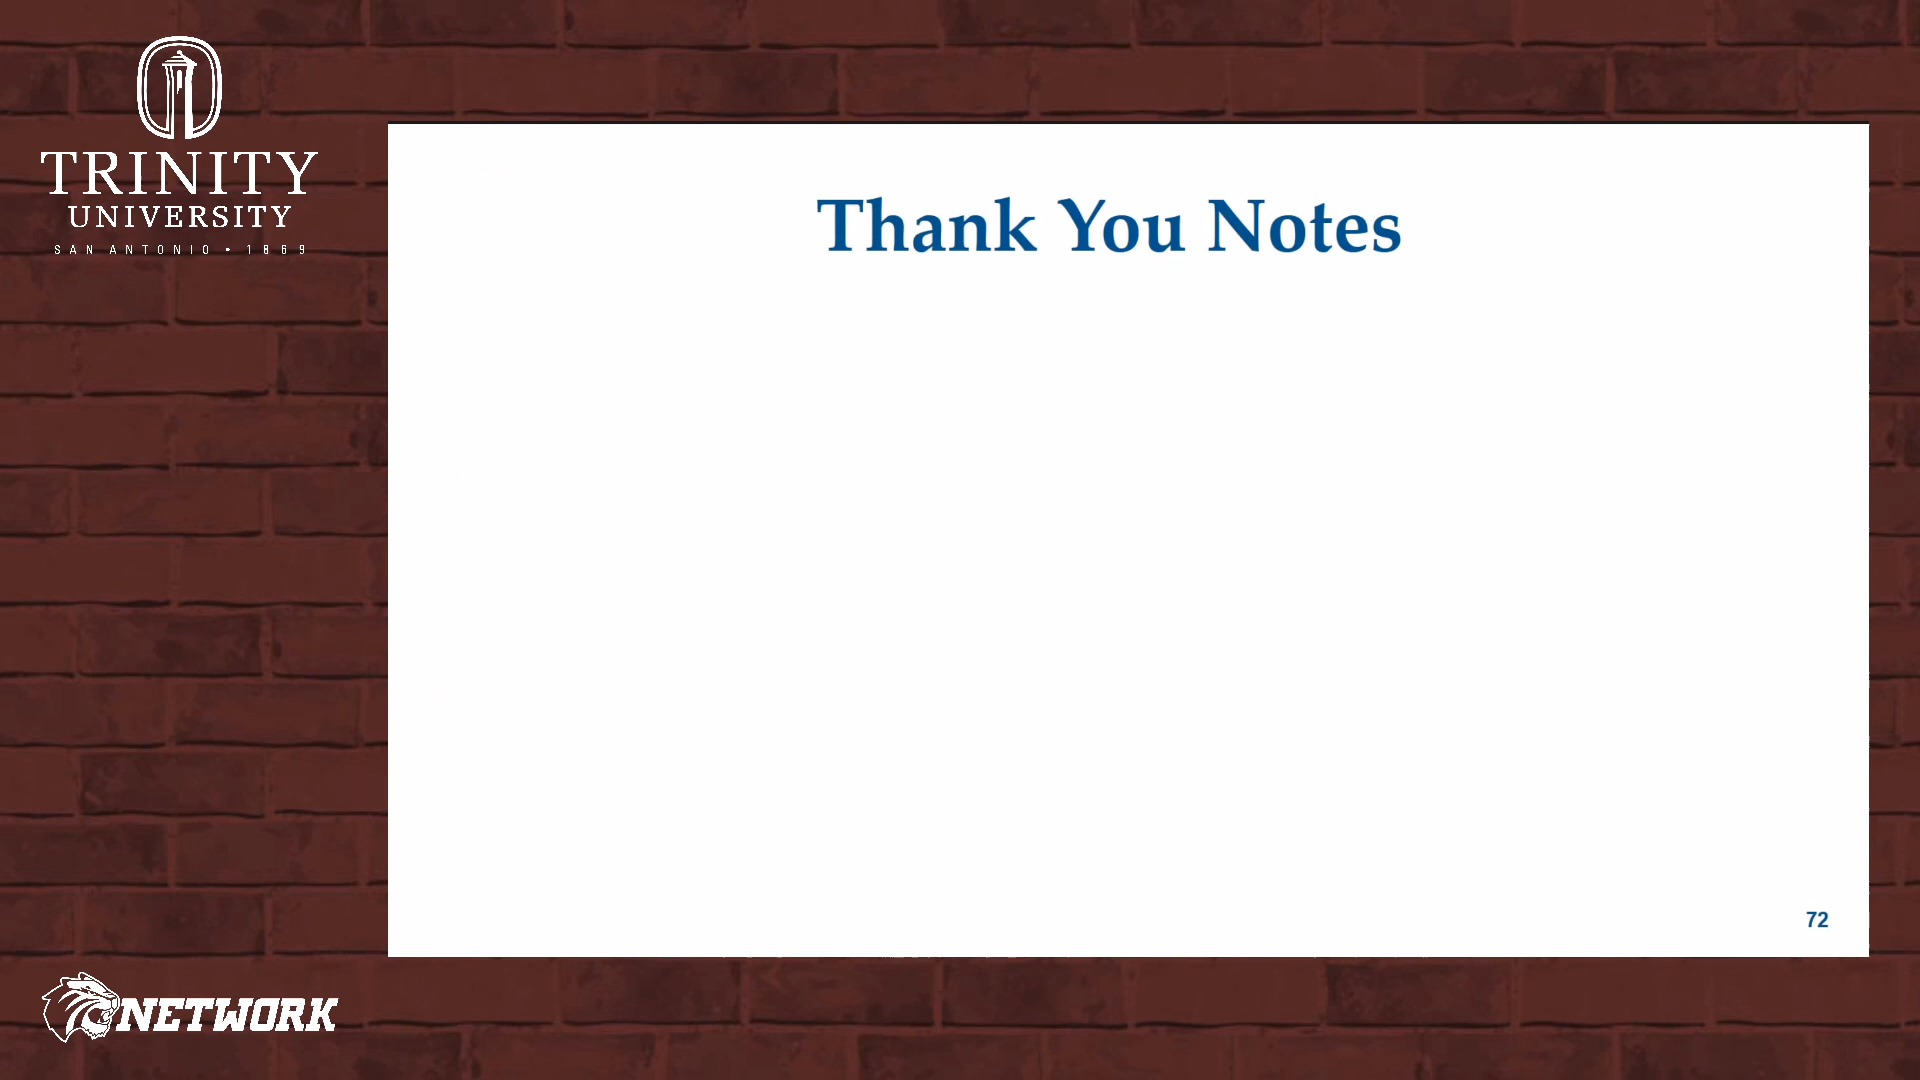 TRINITY
UNIVERSITY
SAN ANTONIO • 1869
Thank You Notes
72
NETWORK